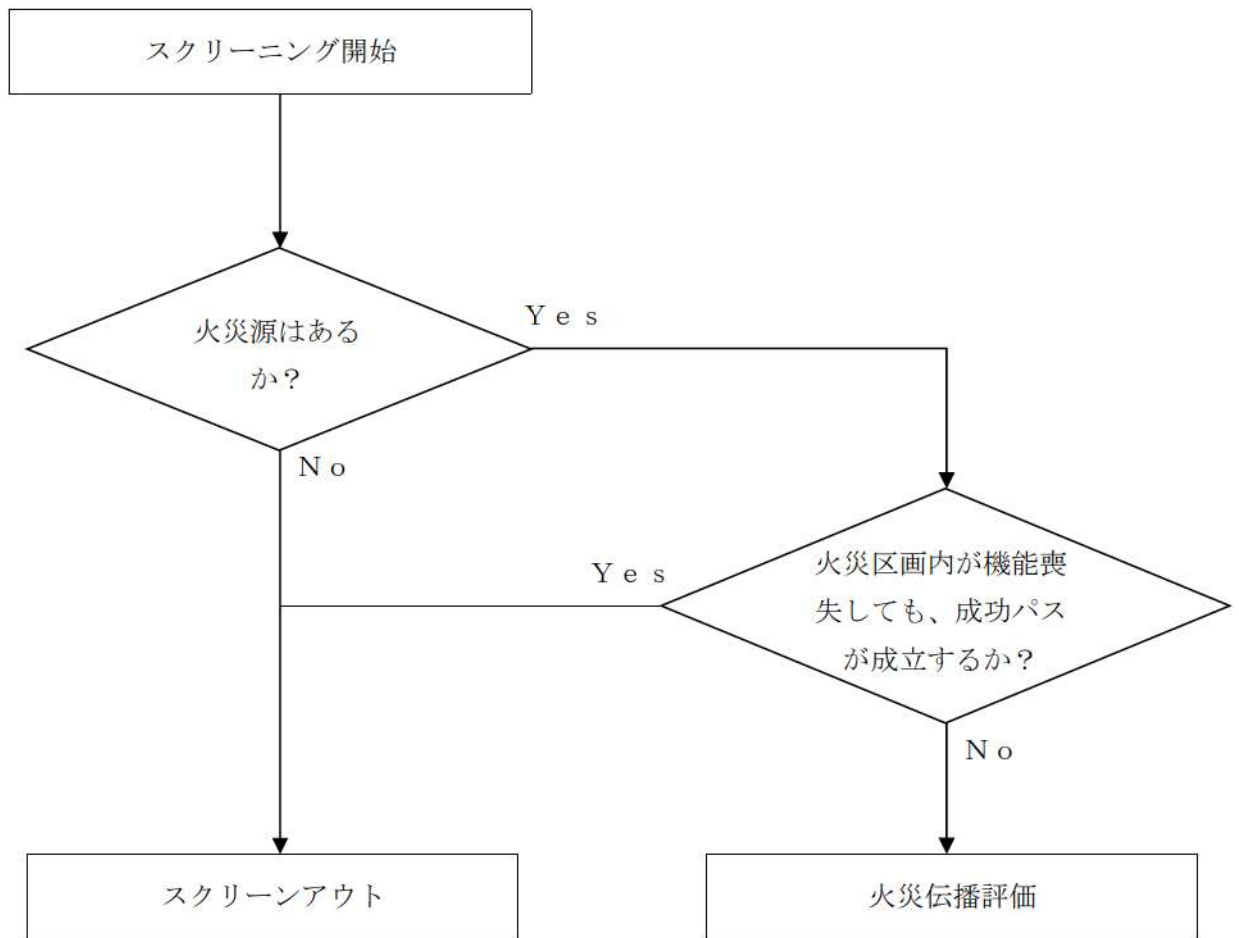 スクリーニング開始
火災源はある
か？
Ｙｅｓ
Ｎｏ
火災区画内が機能喪
失しても、成功パス
が成立するか？
Ｙｅｓ
Ｎｏ
スクリーンアウト
火災伝播評価